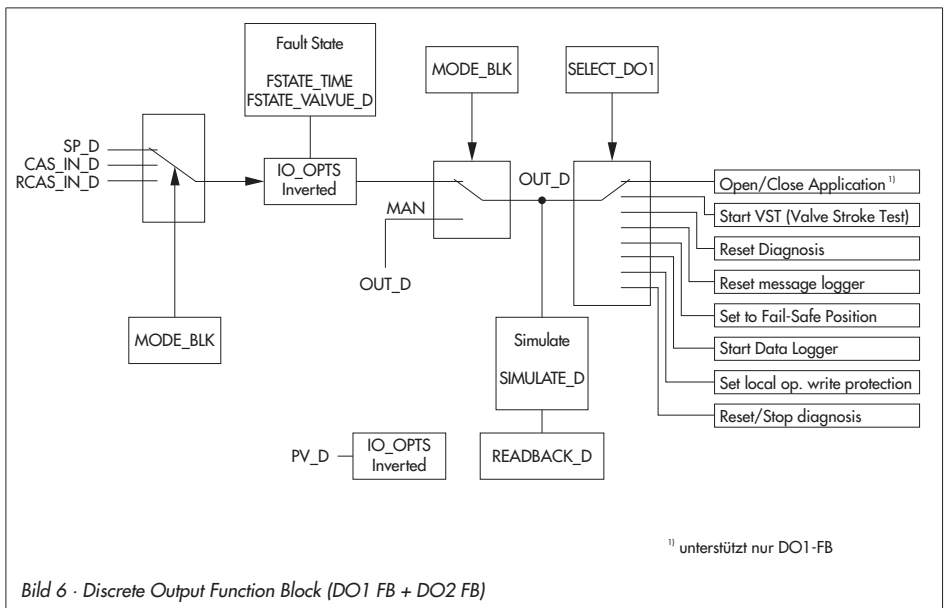 Fault State
FSTATE_TIME
FSTATE_VALVUE_D
MODE_BLK
SELECT_DO1
SP_D
CAS_IN_D
RCAS_IN_D
IO_OPTS
Inverted
MAN
OUT_D
OUT_D
MODE_BLK
Simulate
SIMULATE_D
READBACK_D
PV_D
IO_OPTS
Inverted
Open/Close Application 1)
Start VST (Valve Stroke Test)
Reset Diagnosis
Reset message logger
Set to Fail-Safe Position
Start Data Logger
Set local op. write protection
Reset/Stop diagnosis
1) unterstützt nur DO1-FB
Bild 6 · Discrete Output Function Block (DO1 FB + DO2 FB)